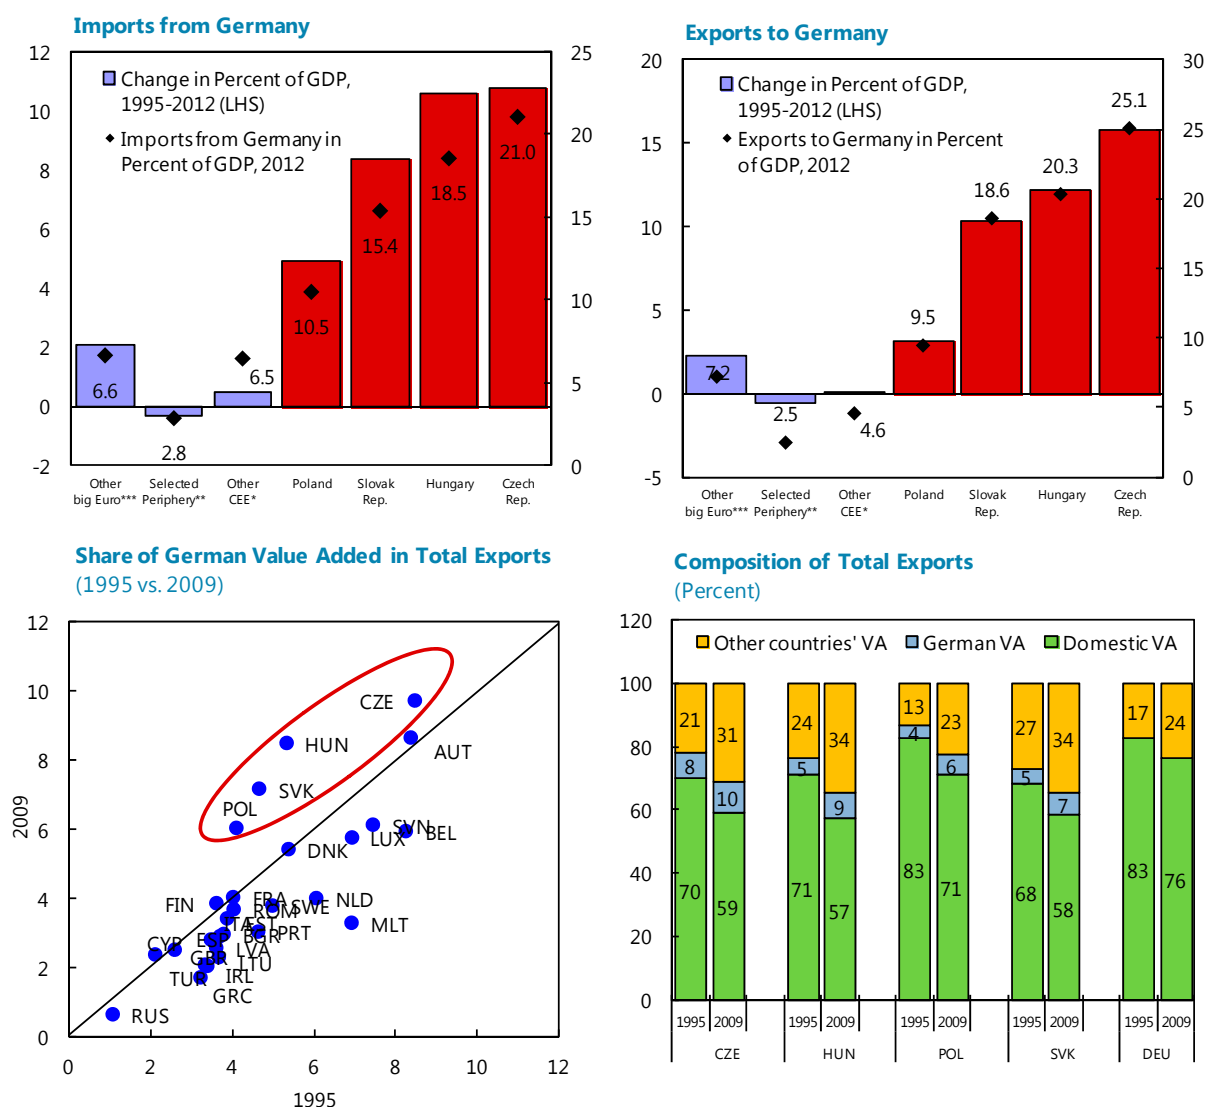 Imports from Germany
12
10
8
6
4
2
0
-2
25
20
15
10
5
0
Change in Percent of GDP,
1995-2012 (LHS)
Imports from Germany in
Percent of GDP, 2012
6.6
2.8
6.5
10.5
15.4
18.5
21.0
Other
big Euro***
Selected
Periphery**
Other
CEE*
Poland
Slovak
Rep.
Hungary
Czech
Rep.
Exports to Germany
20
15
10
5
0
-5
30
25
20
15
10
5
0
Change in Percent of GDP,
1995-2012 (LHS)
Exports to Germany in Percent
of GDP, 2012
7.2
2.5
4.6
9.5
18.6
20.3
25.1
Other
big Euro***
Selected
Periphery**
Other
CEE*
Poland
Slovak
Rep.
Hungary
Czech
Rep.
Share of German Value Added in Total Exports
(1995 vs. 2009)
12
10
8
6
4
2
0
2009
CZE
HUN
AUT
SVK
POL
SVN
BEL
LUX
DNK
FIN
FRA
SWE
NLD
ROM
ITA
EST
MLT
PRT
BGR
ESP
CYP
LVA
GBR
LTU
TUR
IRL
GRC
RUS
0 2 4 6 8 10 12
1995
Composition of Total Exports
(Percent)
120
100
80
60
40
20
0
Other countries' VA German VA Domestic VA
21 31 24 34 13 23 27 34 17 24
8 10 5 9 4 6 5 7
70 59 71 57 83 71 68 58 83 76
1995 2009 1995 2009 1995 2009 1995 2009 1995 2009
CZE HUN POL SVK DEU